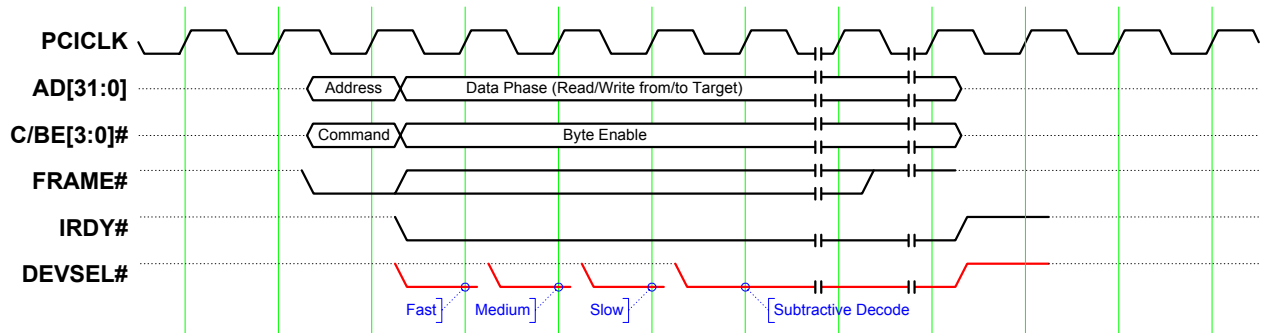 PCICLK
AD[31:0]
Address
Data Phase (Read/Write from/to Target)
C/BE[3:0]#
Command
Byte Enable
FRAME#
IRDY#
DEVSEL#
Fast
Medium
Slow
Subtractive Decode